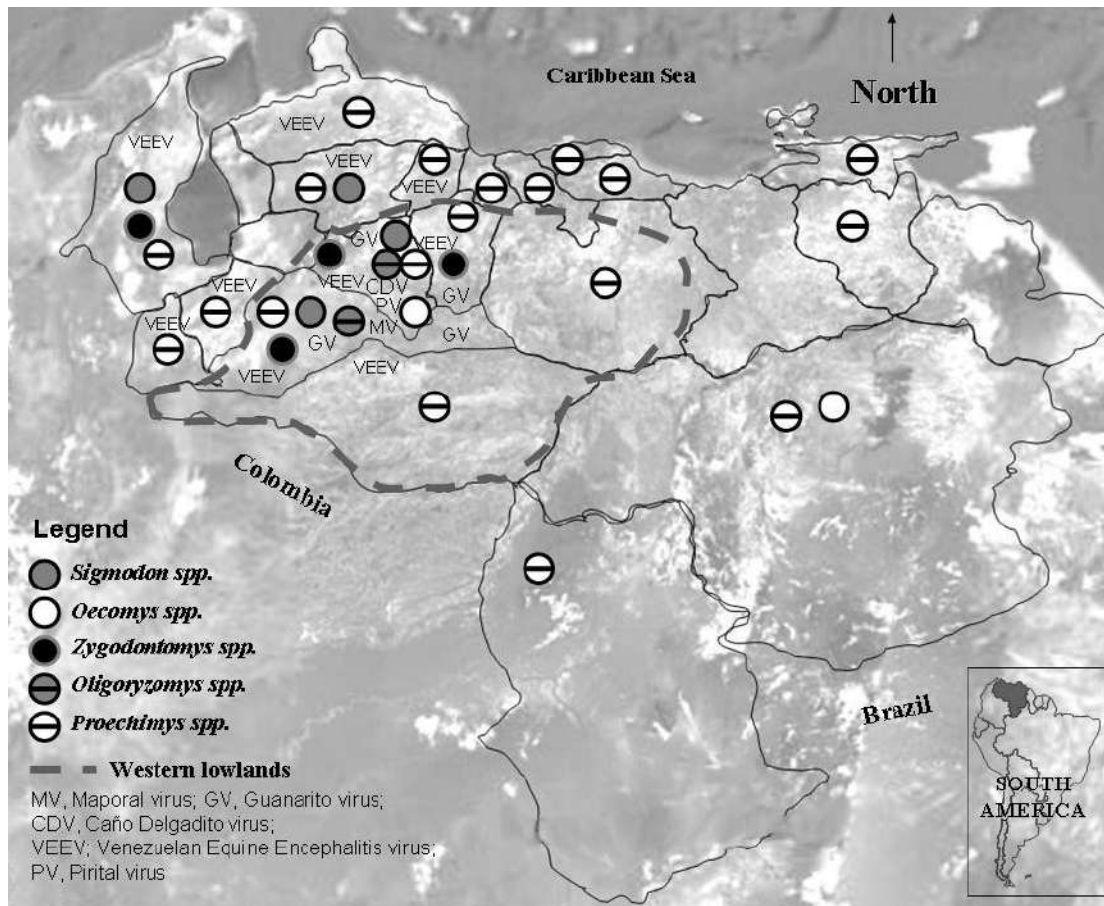 Caribbean Sea
North
VEEV
VEEV
VEEV
VEEV
GV
VEEV
VEEV
CDV
PV
MV
GV
GV
VEEV
GV
VEEV
VEEV
Colombia
Brazil
Legend
Sigmodon spp.
Oecomys spp.
Zygodontomys spp.
Oligoryzomys spp.
Proechimys spp.
Western lowlands
MV, Maporal virus; GV, Guanarito virus;
CDV, Caño Delgadito virus;
VEEV; Venezuelan Equine Encephalitis virus;
PV, Pirital virus
SOUTH
AMERICA